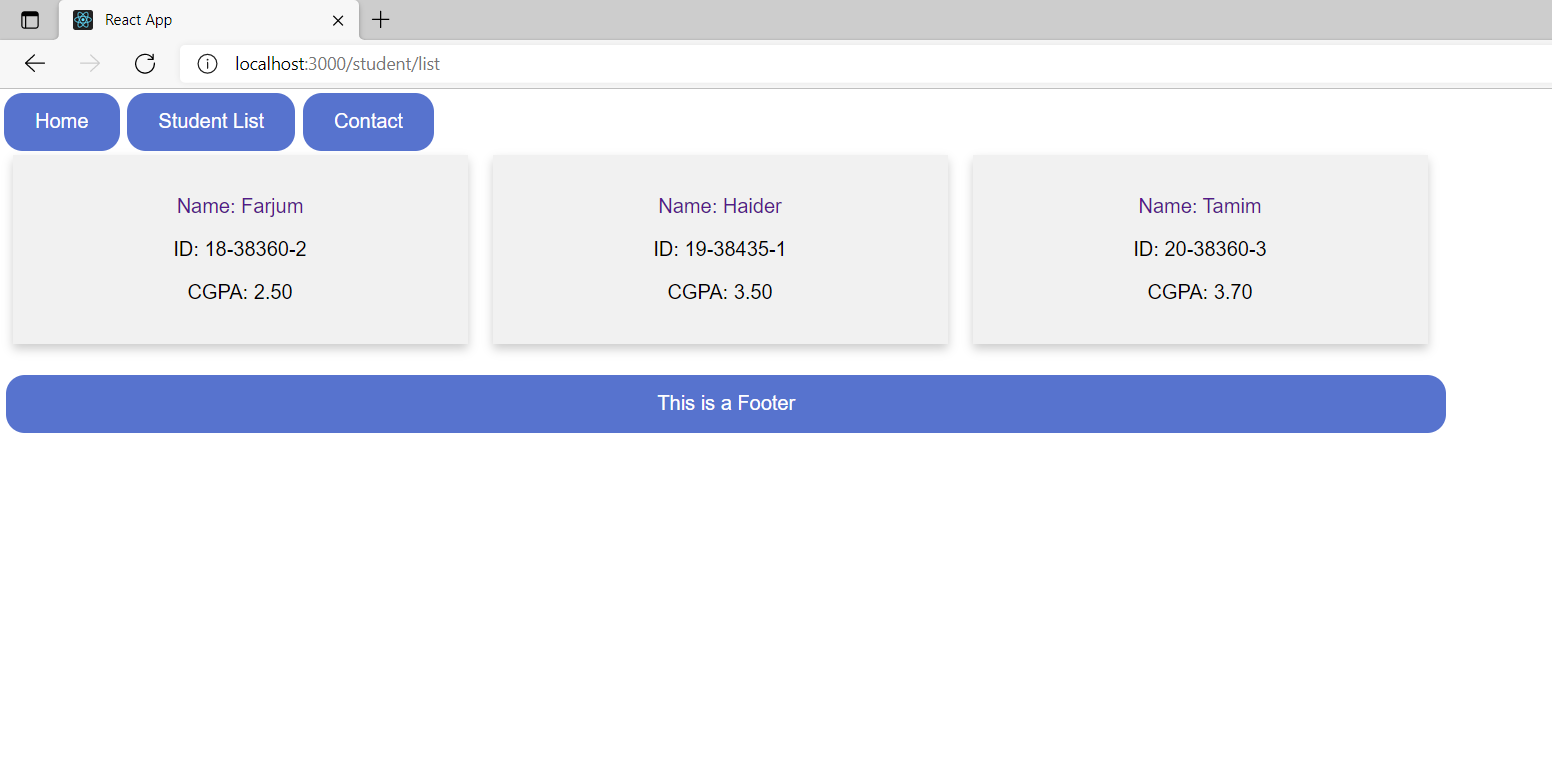 React App
localhost:3000/student/list
Home Student List Contact
Name: Farjum
ID: 18-38360-2
CGPA: 2.50
Name: Haider
ID: 19-38435-1
CGPA: 3.50
Name: Tamim
ID: 20-38360-3
CGPA: 3.70
This is a Footer